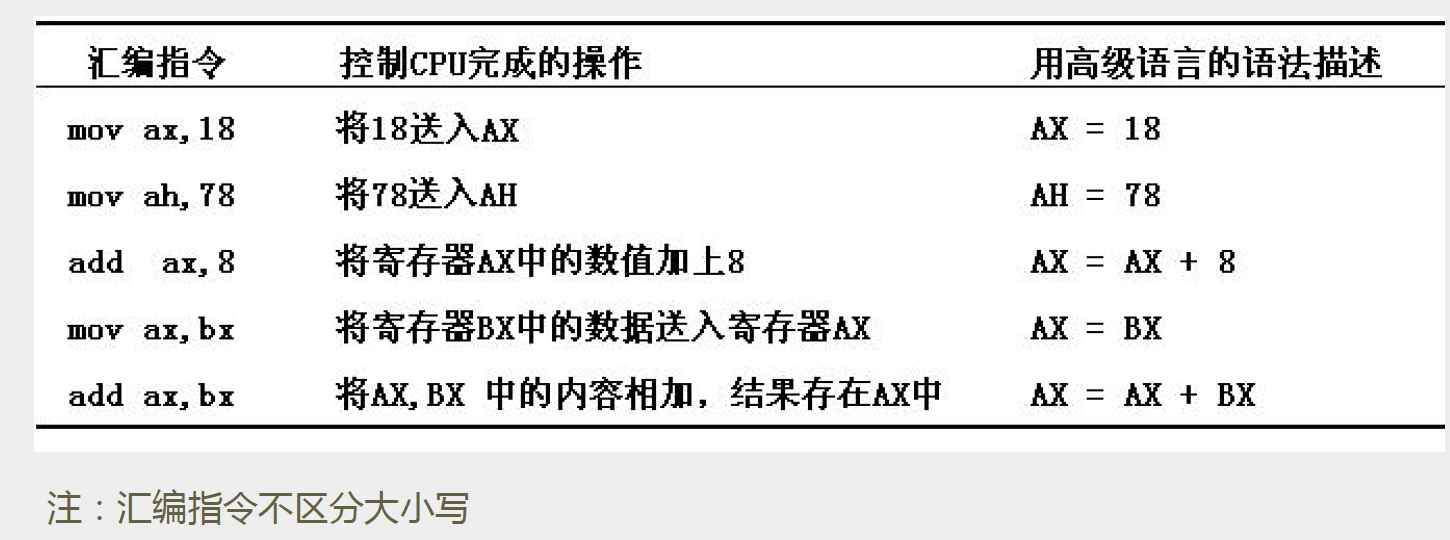 汇编指令 控制CPU完成的操作 用高级语言的语法描述
mov ax,18 将18送入AX AX = 18
mov ah,78 将78送入AH AH = 78
add ax,8 将寄存器AX中的数值加上8 AX = AX + 8
mov ax,bx 将寄存器BX中的数据送入寄存器AX AX = BX
add ax,bx 将AX,BX 中的内容相加，结果存在AX中 AX = AX + BX
注：汇编指令不区分大小写